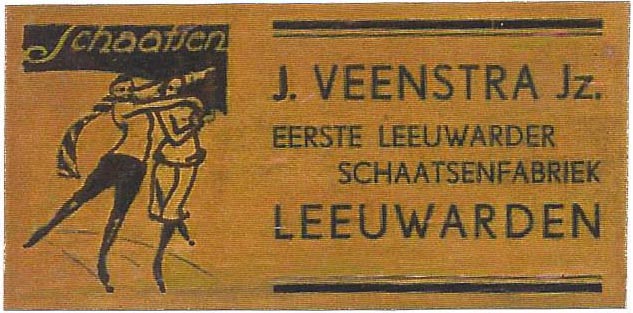 Schaatsen
J. VEENSTRA Jz.
EERSTE LEEUWARDER
SCHAATSENFABRIEK
LEEUWARDEN